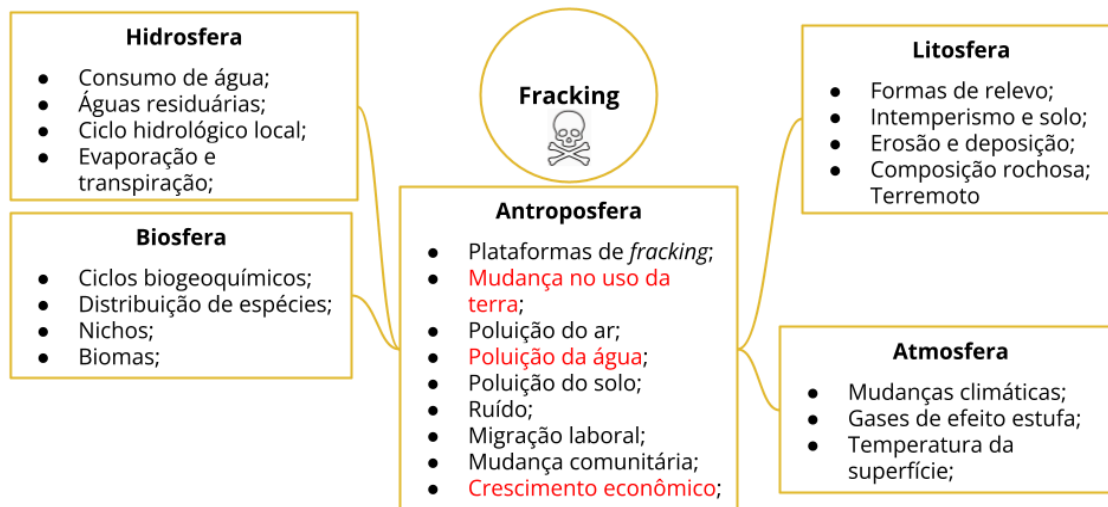 Hidrosfera
● Consumo de água;
● Águas residuárias;
● Ciclo hidrológico local;
● Evaporação e
transpiração;
Biosfera
● Ciclos biogeoquímicos;
● Distribuição de espécies;
● Nichos;
● Biomas;
Fracking
Antroposfera
● Plataformas de fracking;
● Mudança no uso da
terra;
● Poluição do ar;
● Poluição da água;
● Poluição do solo;
● Ruído;
● Migração laboral;
● Mudança comunitária;
● Crescimento econômico;
Litosfera
● Formas de relevo;
● Intemperismo e solo;
● Erosão e deposição;
● Composição rochosa;
Terremoto
Atmosfera
● Mudanças climáticas;
● Gases de efeito estufa;
● Temperatura da
superfície;